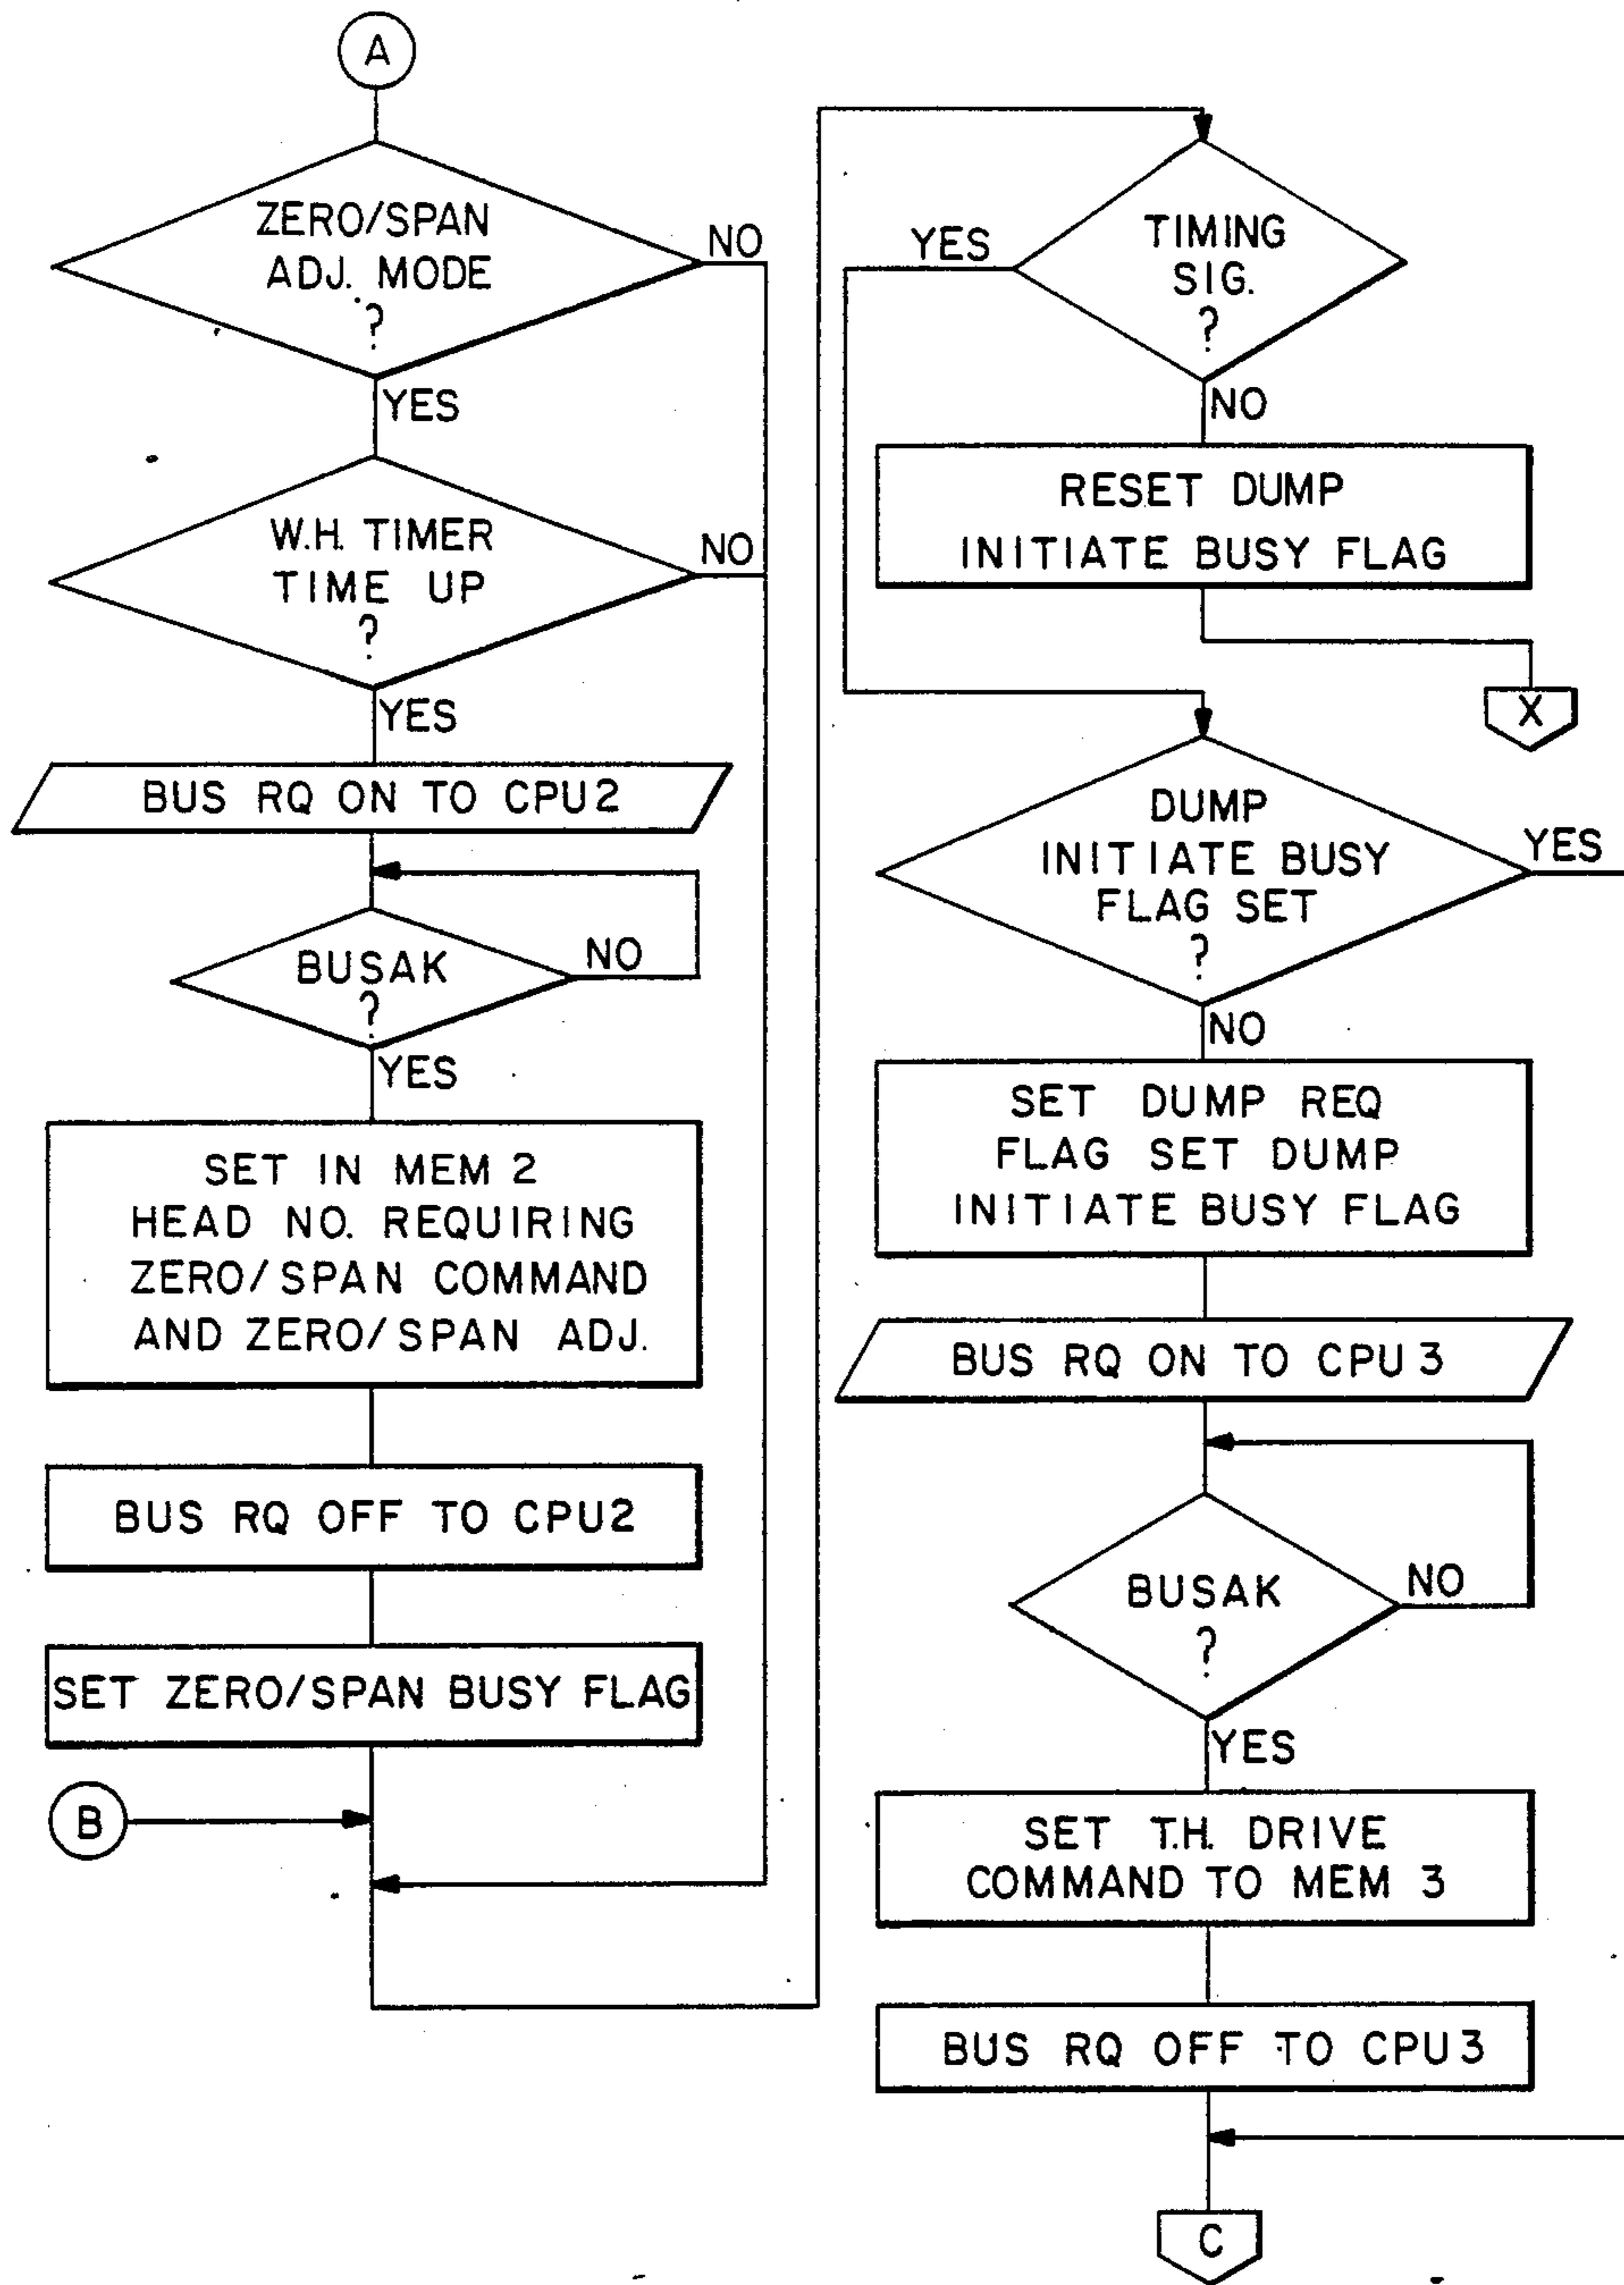 A
ZERO/SPAN
ADJ. MODE
?
NO
YES
W.H. TIMER
TIME UP
?
NO
YES
BUS RQ ON TO CPU2
BUSAK
?
NO
YES
SET IN MEM 2
HEAD NO. REQUIRING
ZERO/SPAN COMMAND
AND ZERO/SPAN ADJ.
BUS RQ OFF TO CPU2
SET ZERO/SPAN BUSY FLAG
B
TIMING
SIG.
?
YES
NO
RESET DUMP
INITIATE BUSY FLAG
X
DUMP
INITIATE BUSY
FLAG SET
?
YES
NO
SET DUMP REQ
FLAG SET DUMP
INITIATE BUSY FLAG
BUS RQ ON TO CPU 3
BUSAK
?
NO
YES
SET T.H. DRIVE
COMMAND TO MEM 3
BUS RQ OFF TO CPU 3
C